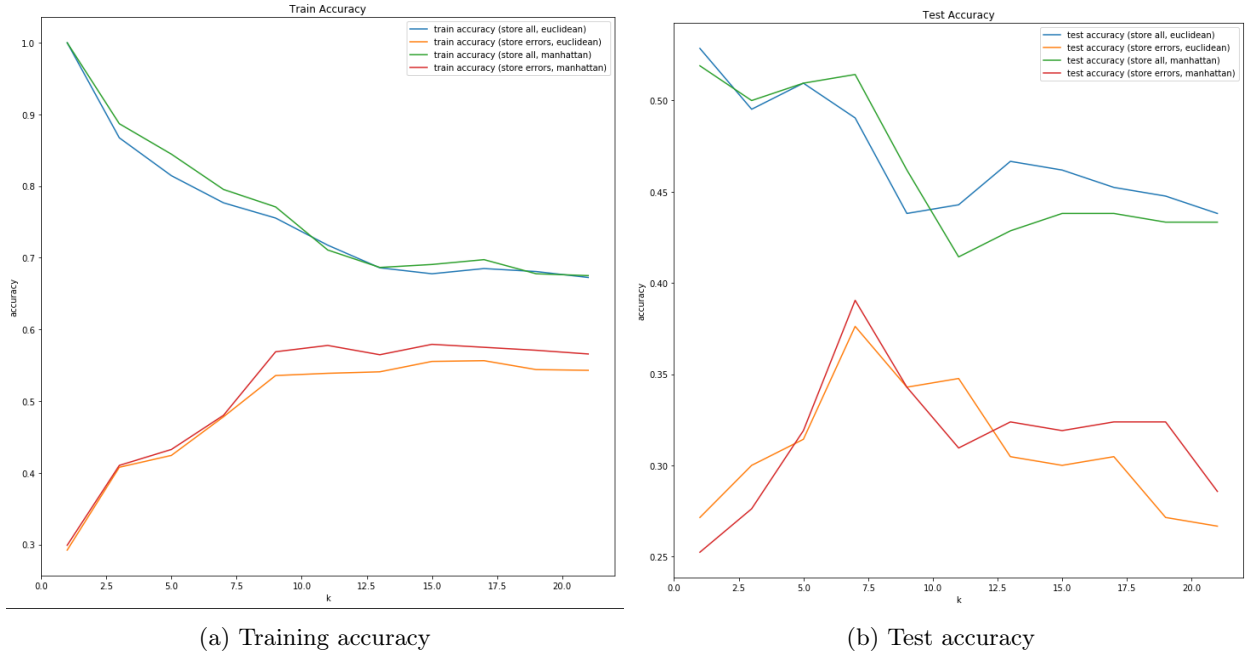 Train Accuracy
train accuracy (store all, euclidean)
train accuracy (store errors, euclidean)
train accuracy (store all, manhattan)
train accuracy (store errors, manhattan)
1.0
0.9
0.8
0.7
0.6
0.5
0.4
0.3
accuracy
0.0 2.5 5.0 7.5 10.0 12.5 15.0 17.5 20.0
k
(a) Training accuracy
Test Accuracy
test accuracy (store all, euclidean)
test accuracy (store errors, euclidean)
test accuracy (store all, manhattan)
test accuracy (store errors, manhattan)
0.50
0.45
0.40
0.35
0.30
0.25
accuracy
0.0 2.5 5.0 7.5 10.0 12.5 15.0 17.5 20.0
k
(b) Test accuracy